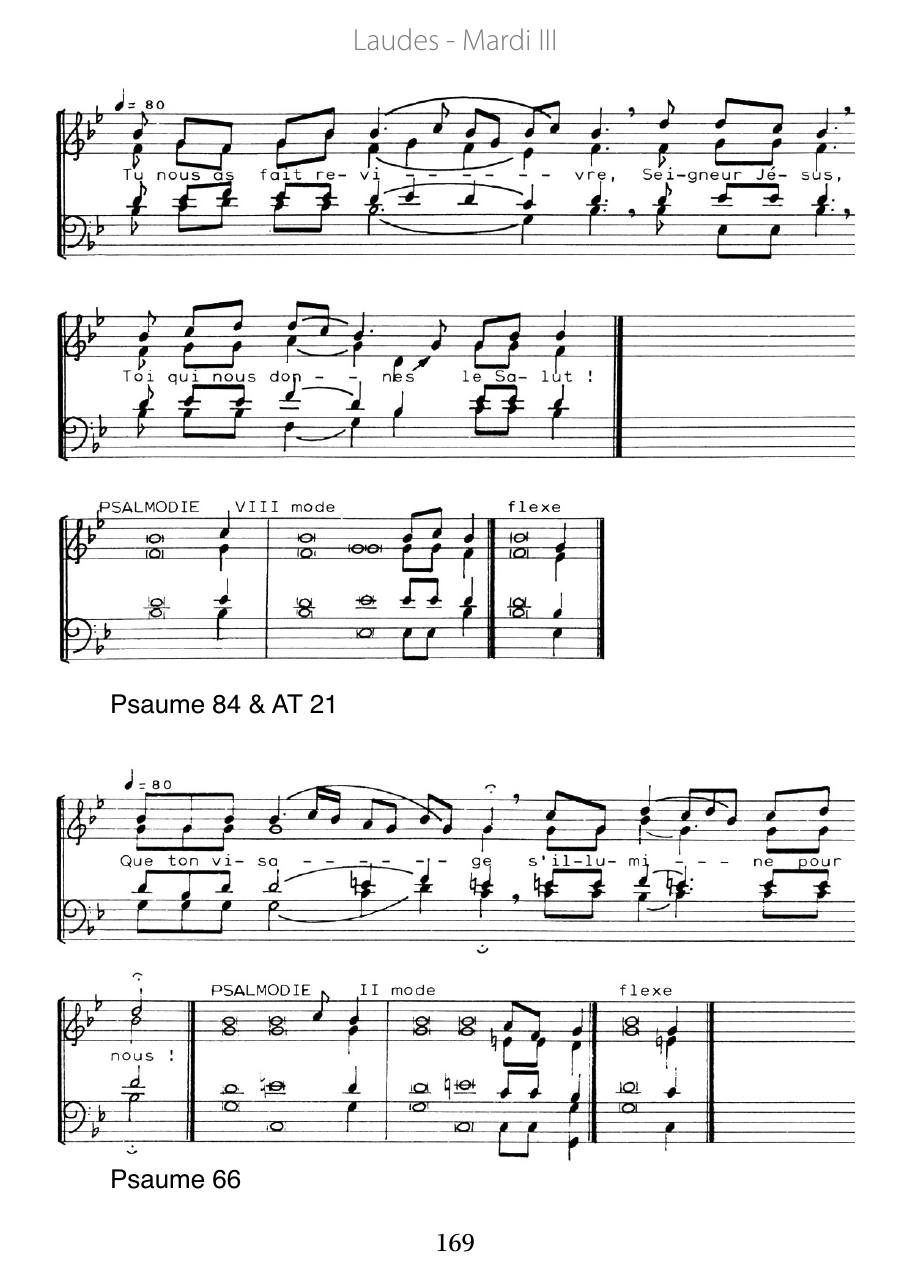 Laudes - Mardi III
♩= 80
Tu nous as fait re-vi - - - - - - vre, Sei-gneur Jé- sus,
Toi qui nous don- - - nes le Sa- lut !
PSALMODIE VIII mode flexe
Psaume 84 & AT 21
♩=80
Que ton vi- sa - - - - - - - ge s'il-lu- mi - - - ne pour
PSALMODIE II mode flexe
nous !
Psaume 66
169